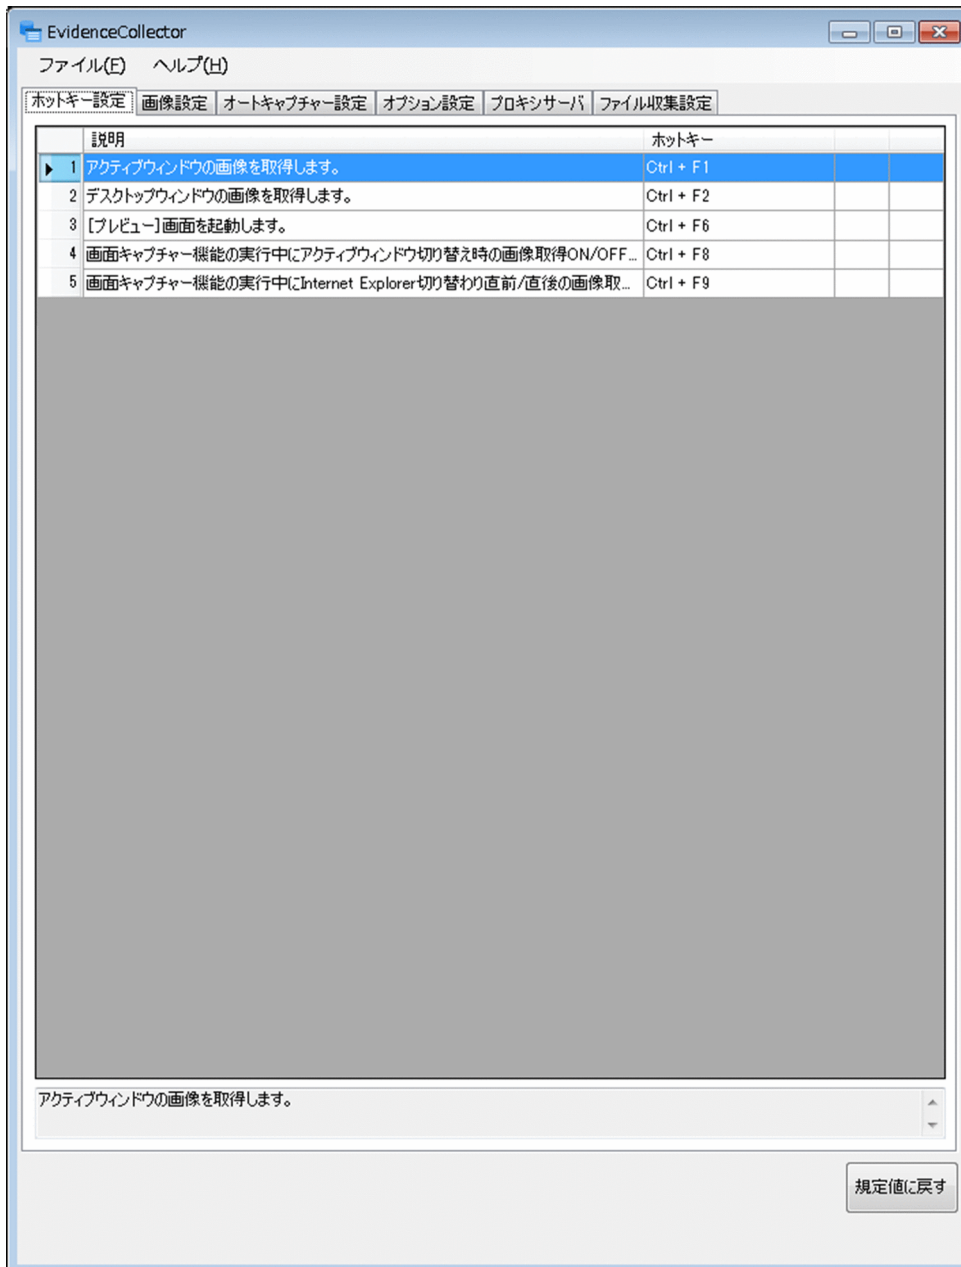 EvidenceCollector
ファイル(F) ヘルプ(H)
ホットキー設定 画像設定 オートキャプチャー設定 オプション設定 プロキシサーバ ファイル収集設定
説明 ホットキー
1 アクティブウィンドウの画像を取得します。 Ctrl + F1
2 デスクトップウィンドウの画像を取得します。 Ctrl + F2
3 [プレビュー]画面を起動します。 Ctrl + F6
4 画面キャプチャー機能の実行中にアクティブウィンドウ切り替え時の画像取得ON/OFF... Ctrl + F8
5 画面キャプチャー機能の実行中にInternet Explorer切り替わり直前/直後の画像取... Ctrl + F9
アクティブウィンドウの画像を取得します。
規定値に戻す